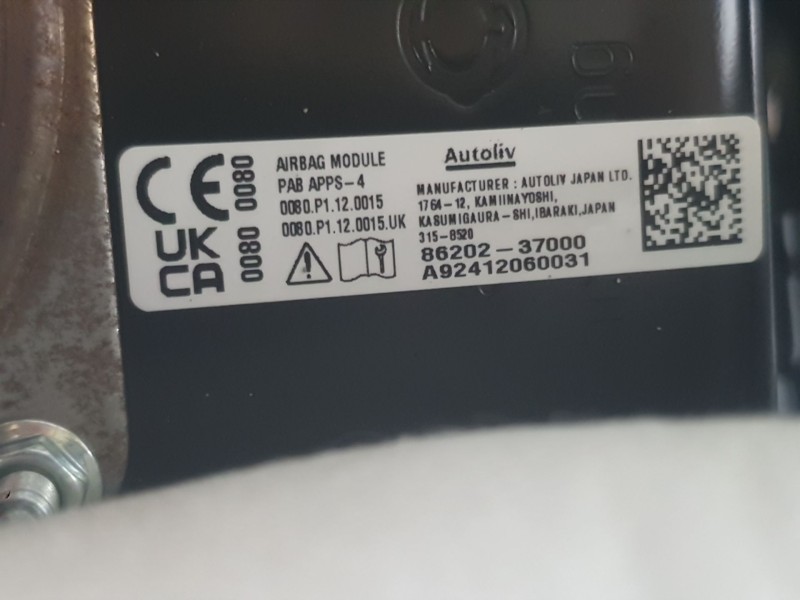 CE 0080
UK CA 0080
AIRBAG MODULE
PAB APPS-4
0080.P1.12.0015
0080.P1.12.0015.UK
Autoliv
MANUFACTURER : AUTOLIV JAPAN LTD.
1764-12, KAMIINAYOSHI,
KASUMIGAURA-SHI,IBARAKI,JAPAN
315-8520
86202-37000
A92412060031